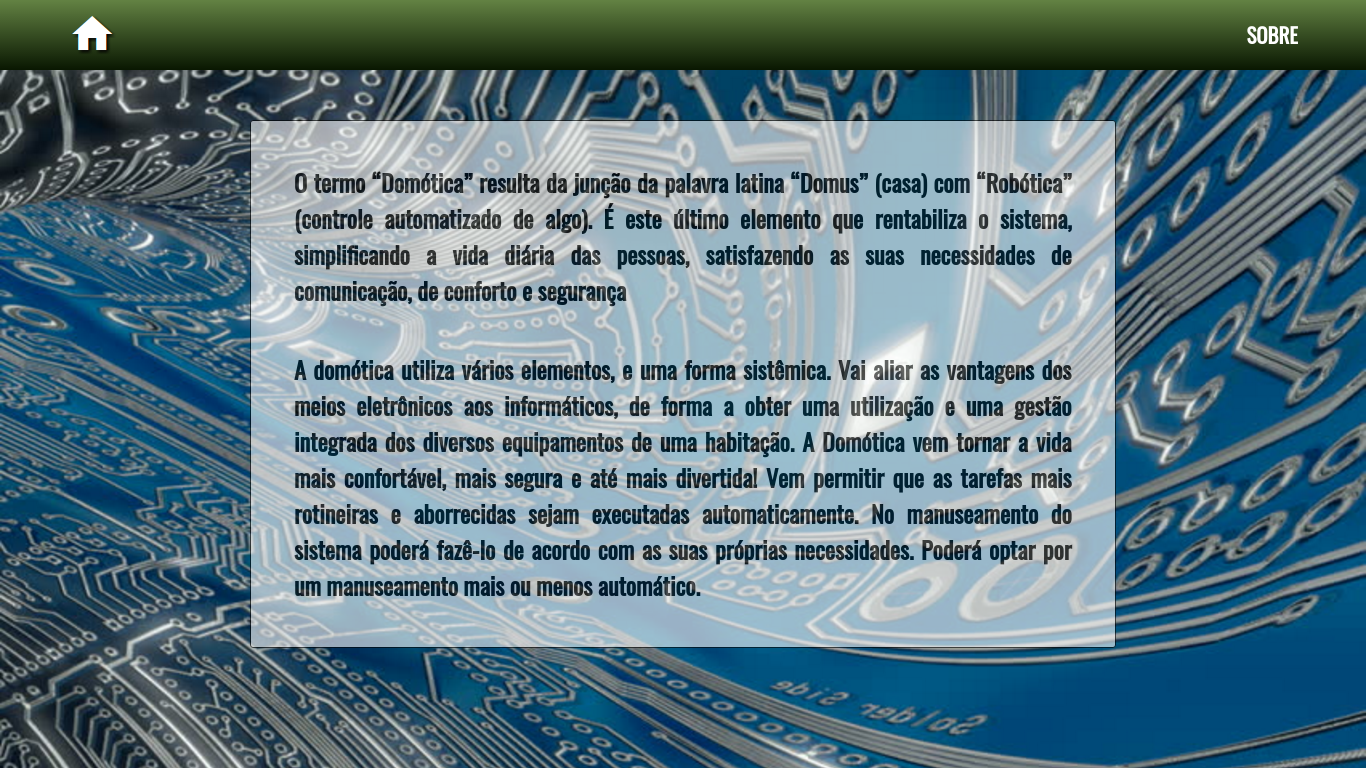 SOBRE
O termo “Domótica” resulta da junção da palavra latina “Domus” (casa) com “Robótica”
(controle automatizado de algo). É este último elemento que rentabiliza o sistema,
simplificando a vida diária das pessoas, satisfazendo as suas necessidades de
comunicação, de conforto e segurança
A domótica utiliza vários elementos, e uma forma sistêmica. Vai aliar as vantagens dos
meios eletrônicos aos informáticos, de forma a obter uma utilização e uma gestão
integrada dos diversos equipamentos de uma habitação. A Domótica vem tornar a vida
mais confortável, mais segura e até mais divertida! Vem permitir que as tarefas mais
rotineiras e aborrecidas sejam executadas automaticamente. No manuseamento do
sistema poderá fazê-lo de acordo com as suas próprias necessidades. Poderá optar por
um manuseamento mais ou menos automático.
Solder Side